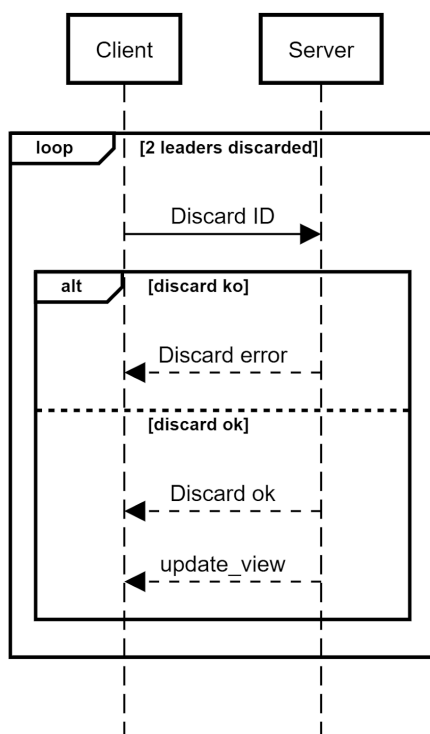 Client
Server
loop
[2 leaders discarded]
Discard ID
alt
[discard ko]
Discard error
[discard ok]
Discard ok
update_view